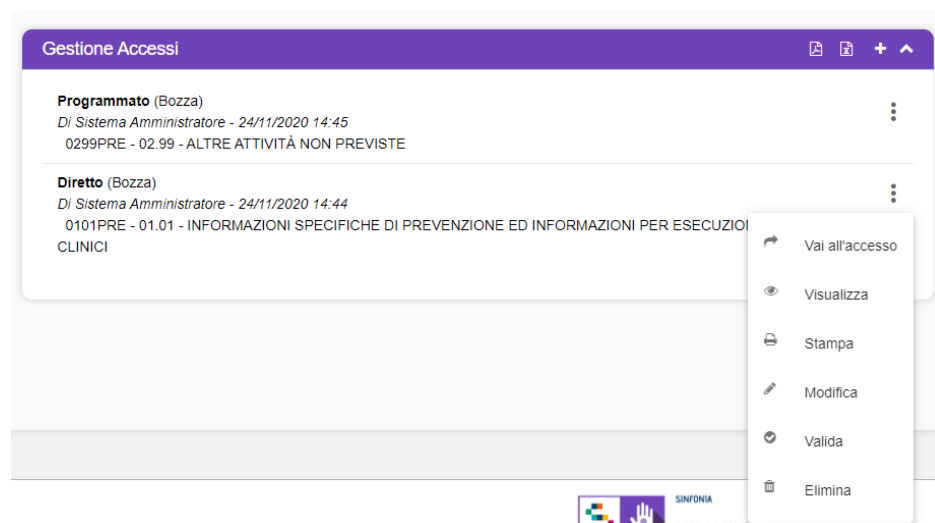 Gestione Accessi
Programmato (Bozza)
Di Sistema Amministratore - 24/11/2020 14:45
0299PRE - 02.99 - ALTRE ATTIVITÀ NON PREVISTE
Diretto (Bozza)
Di Sistema Amministratore - 24/11/2020 14:44
0101PRE - 01.01 - INFORMAZIONI SPECIFICHE DI PREVENZIONE ED INFORMAZIONI PER
CLINICI
Vai all'accesso
Visualizza
Stampa
Modifica
Valida
Elimina
SINFONIA